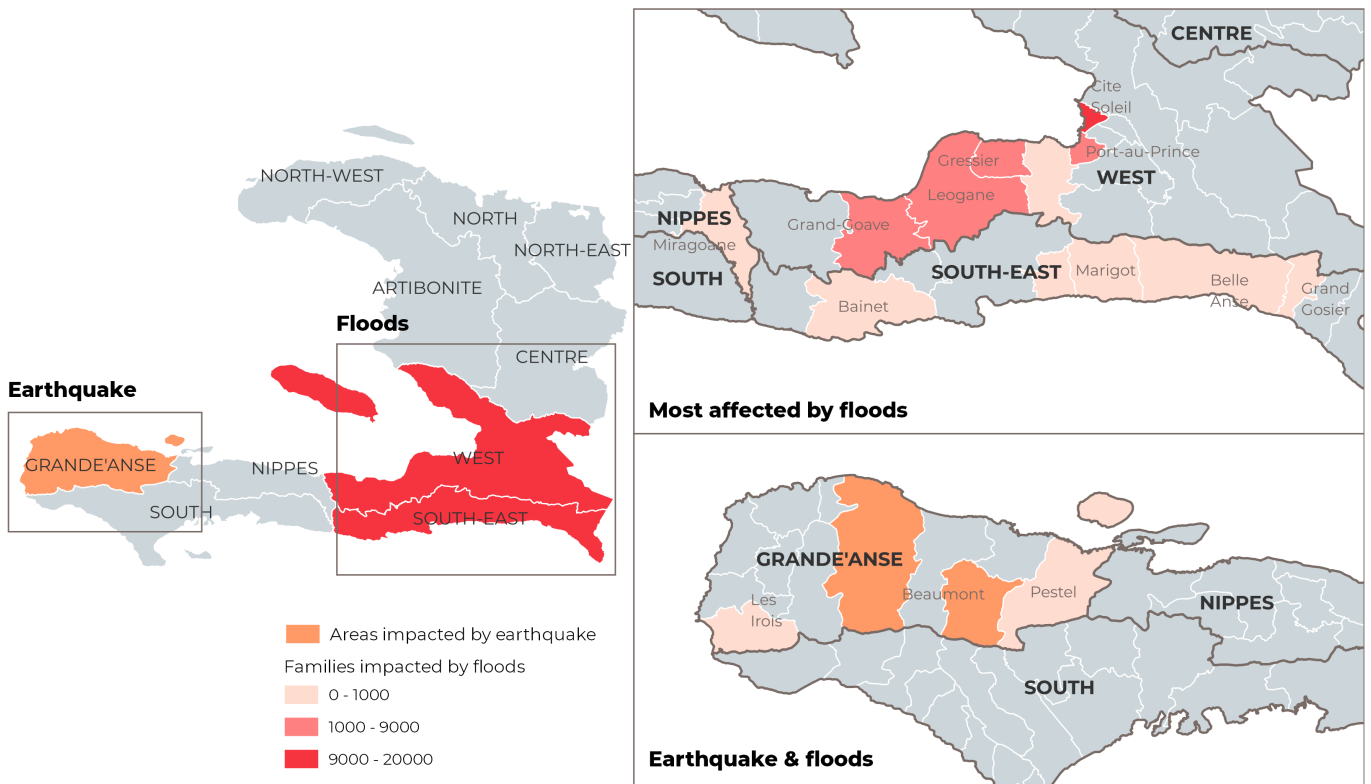 NORTH-WEST
NORTH
NORTH-EAST
ARTIBONITE
Floods
CENTRE
Earthquake
GRANDE'ANSE
NIPPES
WEST
SOUTH
SOUTH-EAST
Areas impacted by earthquake
Families impacted by floods
0 - 1000
1000 - 9000
9000 - 20000
CENTRE
Cite
Soleil
Port-au-Prince
Gressier
WEST
Leogane
NIPPES
Grand-Goave
Miragoane
SOUTH
SOUTH-EAST
Marigot
Belle
Anse
Grand
Gosier
Bainet
Most affected by floods
GRANDE'ANSE
Les
Irois
Beaumont
Pestel
NIPPES
SOUTH
Earthquake & floods